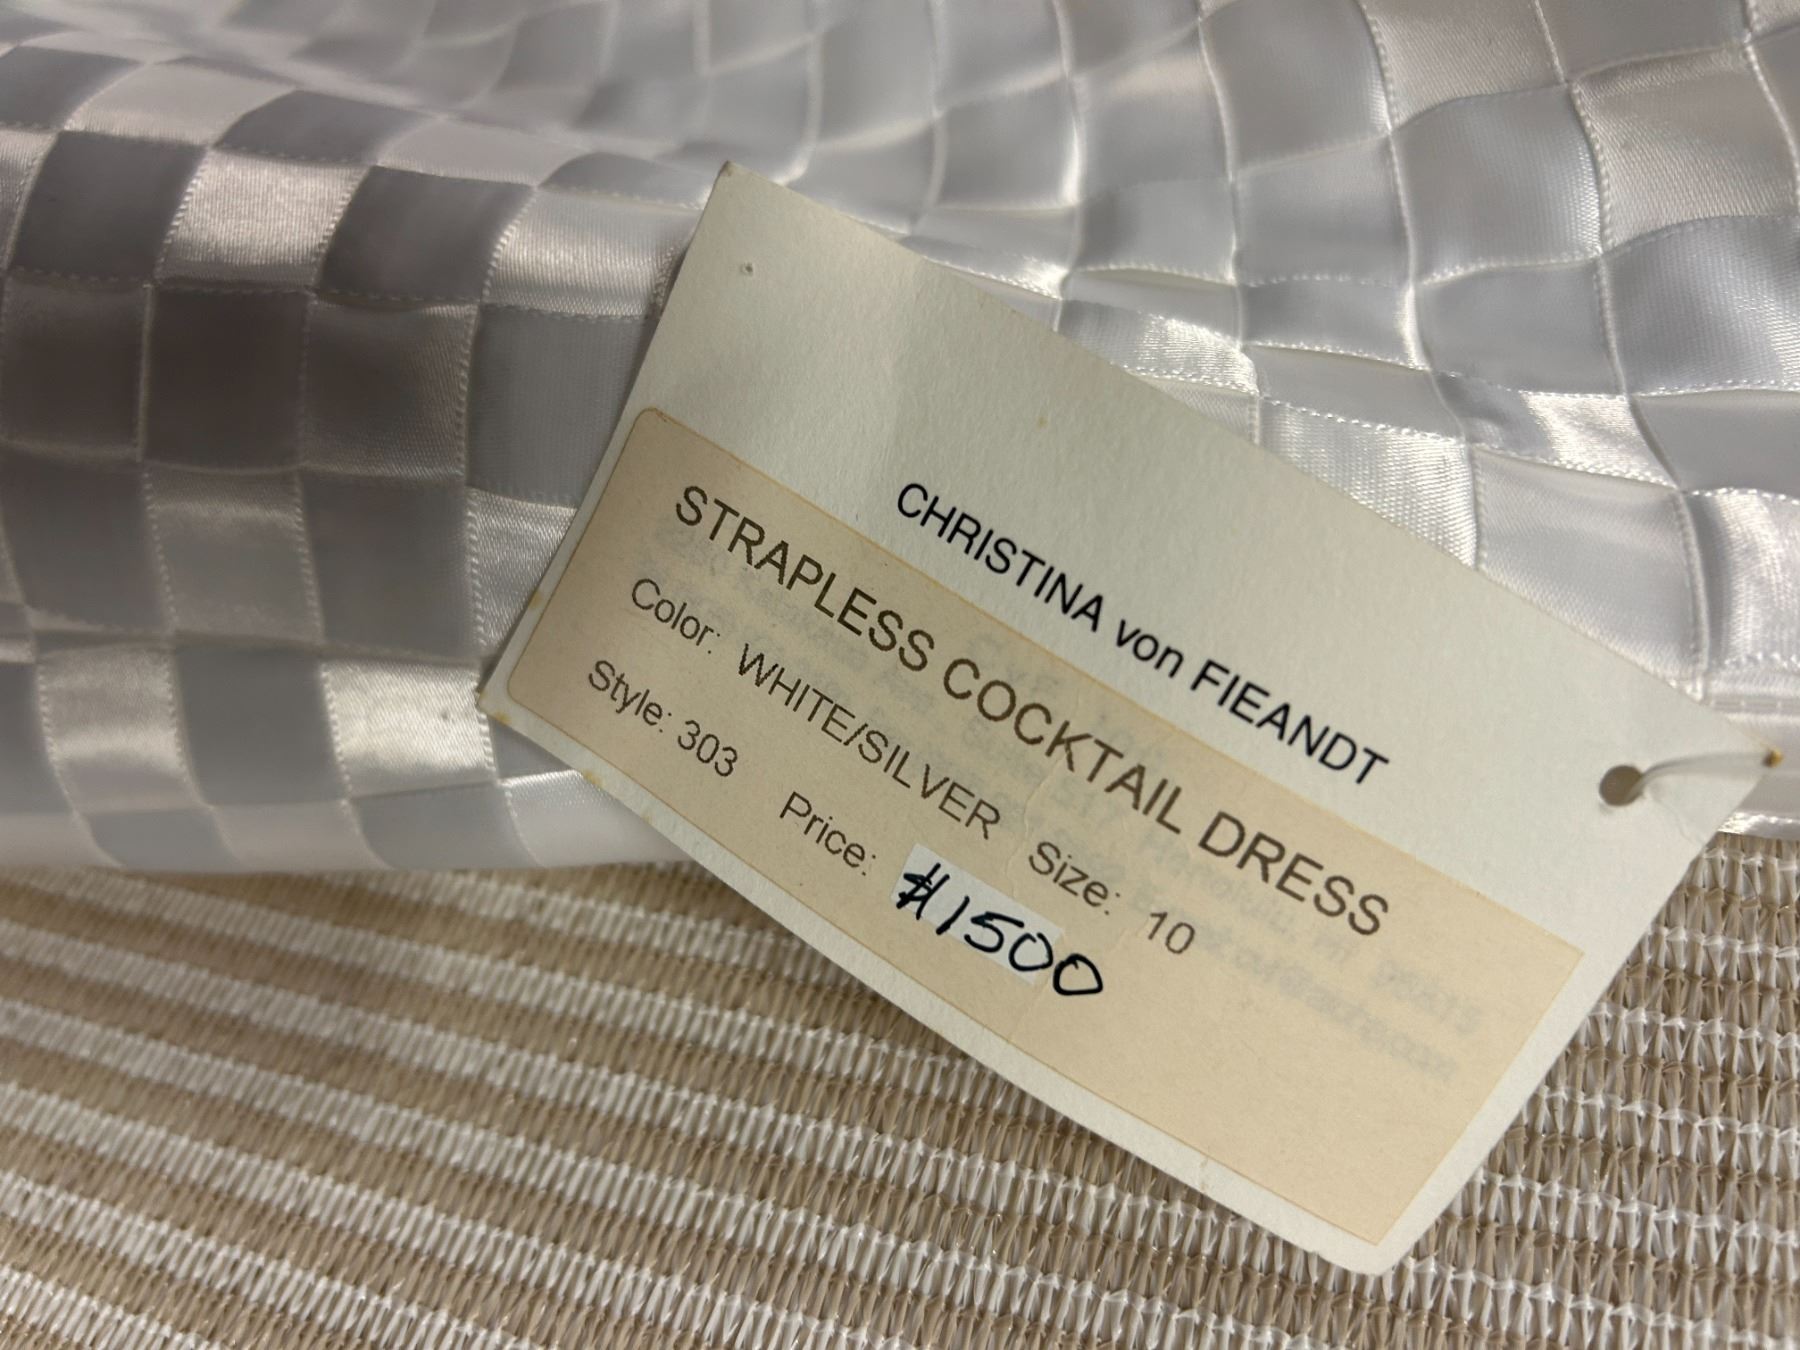 CHRISTINA von FIEANDT
STRAPLESS COCKTAIL DRESS
Color: WHITE/SILVER Size: 10
Style: 303 Price: $1500